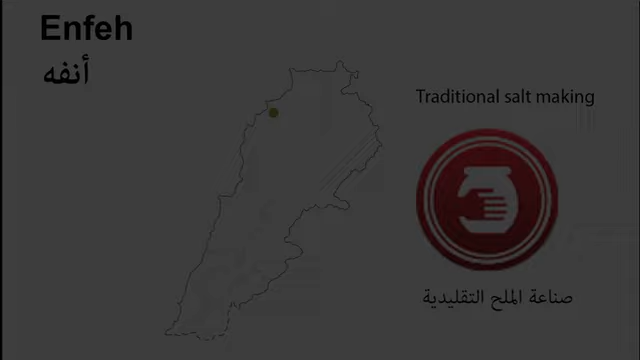 Enfeh
أنفه
Traditional salt making
صناعة الملح التقليدية